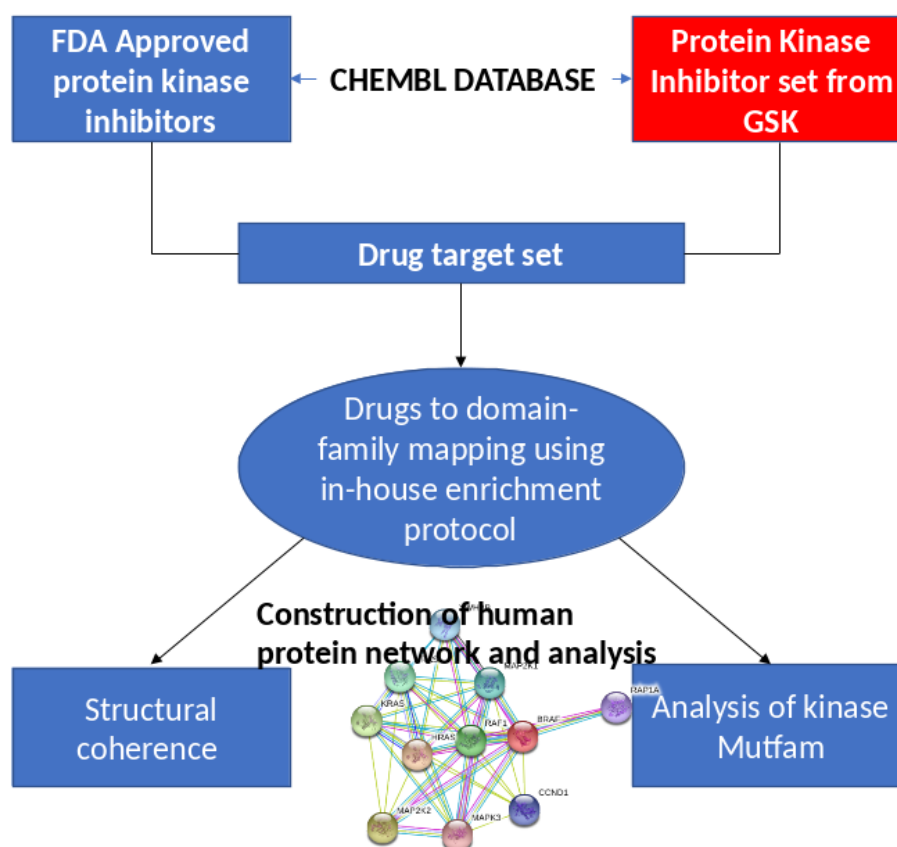 FDA Approved
protein kinase
inhibitors
CHEMBL DATABASE
Protein Kinase
Inhibitor set from
GSK
Drug target set
Drugs to domain-
family mapping using
in-house enrichment
protocol
Construction of human
protein network and analysis
MAP2K1
KRAS
HRAS
RAF1
BRAF
RAP1A
CCND1
MAP2K2
MAPK3
Structural
coherence
Analysis of kinase
Mutfam